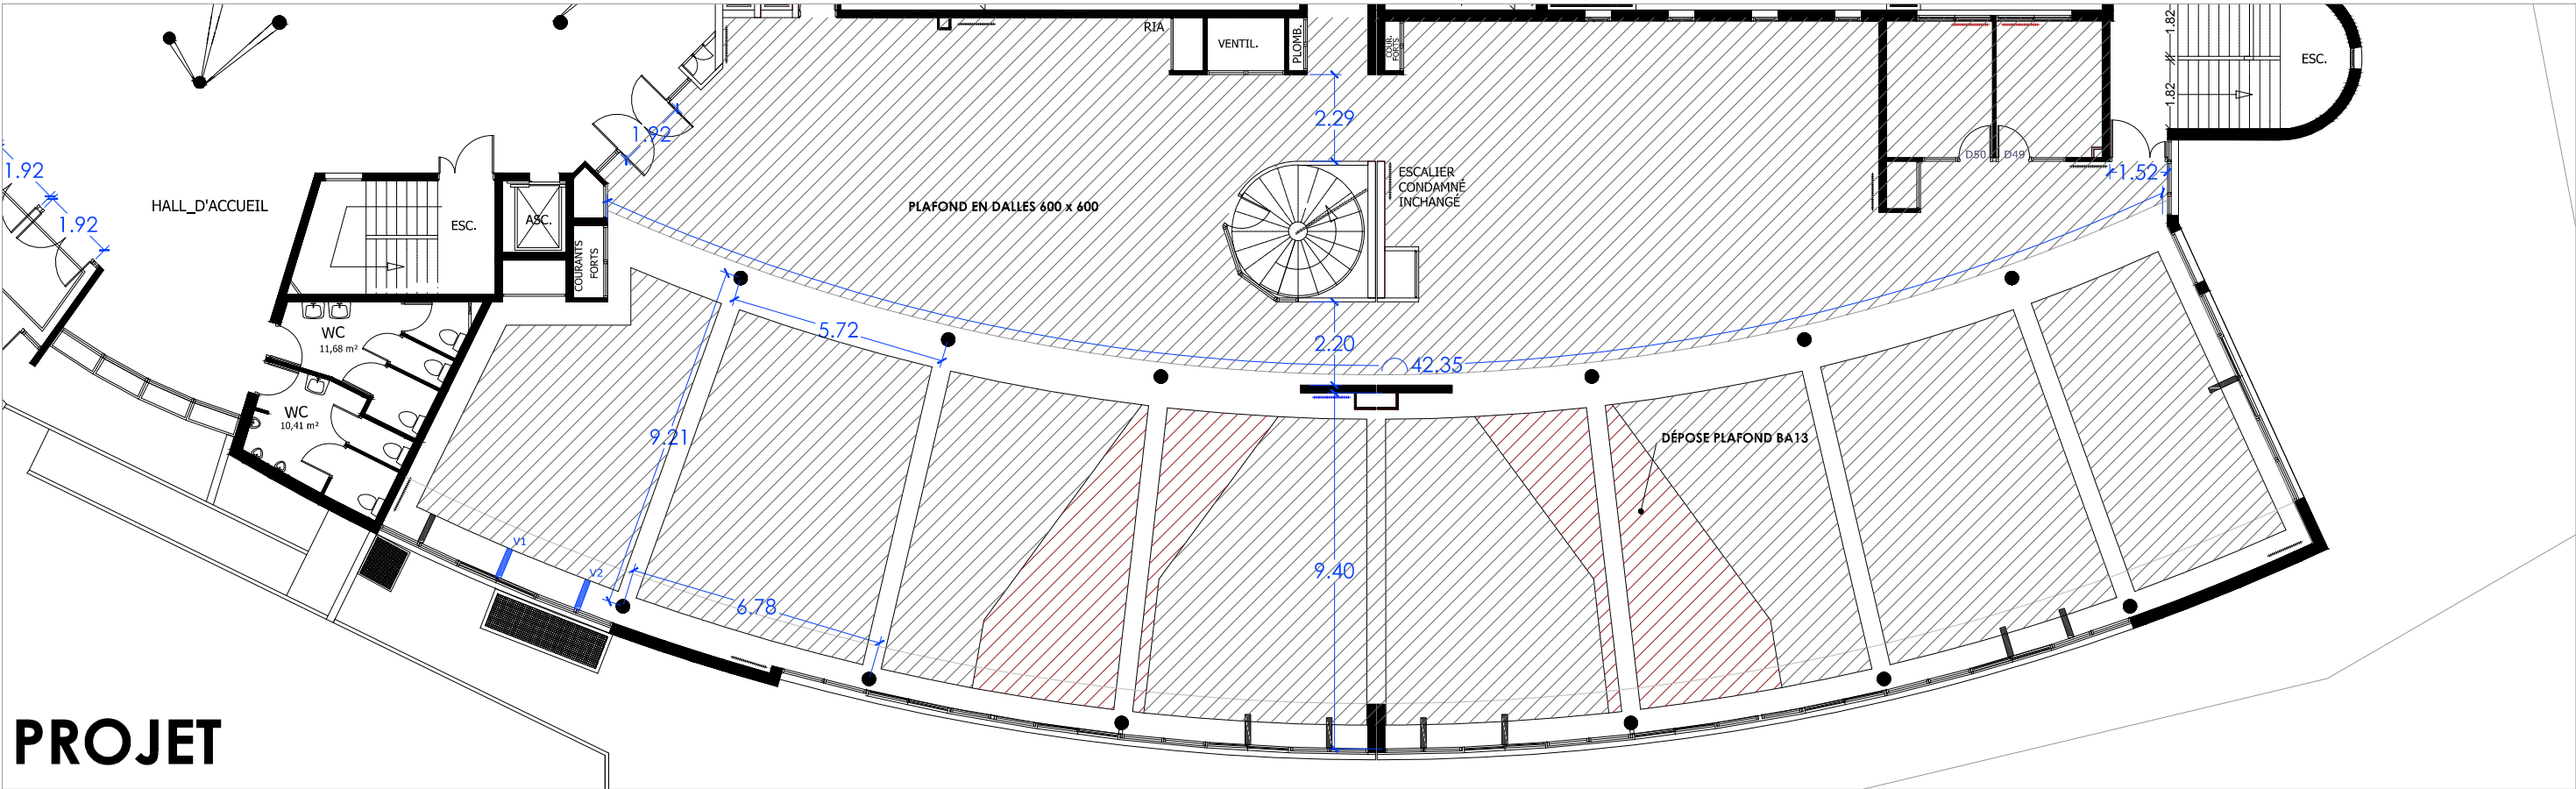 RIA
VENTIL.
PLOMB.
COUR.
FORTS
1.82
1.82
ESC.
2.29
1.92
1.92
1.92
HALL_D'ACCUEIL
ESC.
ASC.
COURANTS
FORTS
PLAFOND EN DALLES 600 x 600
ESCALIER
CONDAMNÉ
INCHANGÉ
D50
D49
1.52
WC
11,68 m²
5.72
2.20
42.35
WC
10,41 m²
9.21
DÉPOSE PLAFOND BA13
V1
V2
9.40
6.78
PROJET